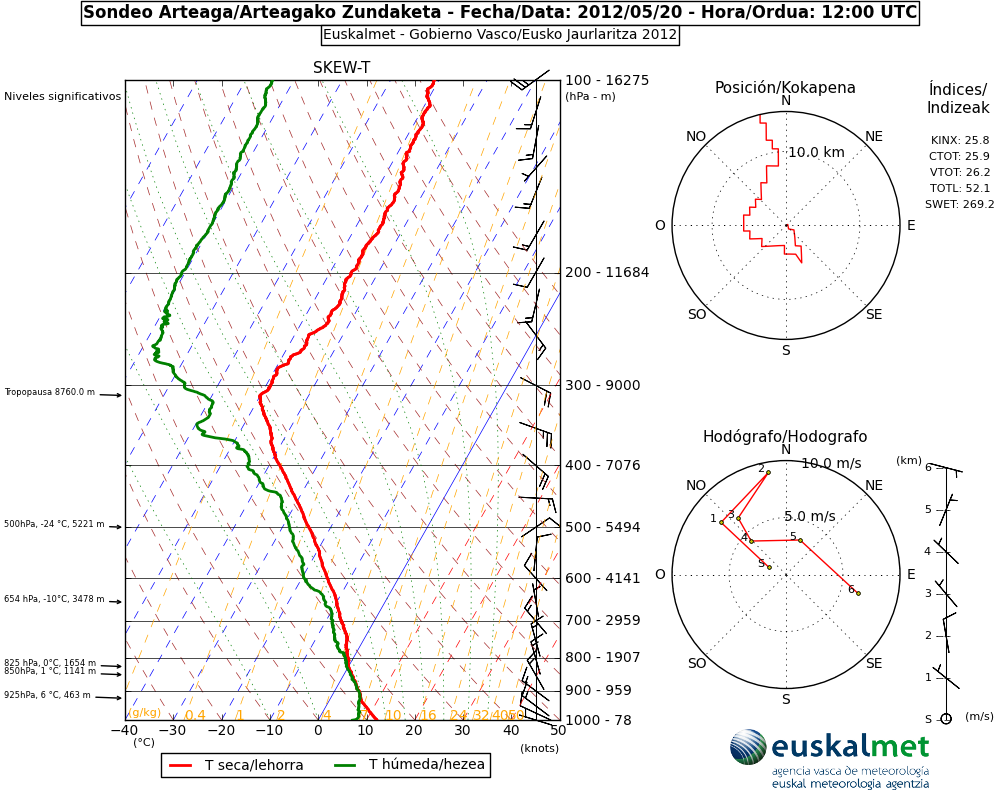 Sondeo Arteaga/Arteagako Zundaketa - Fecha/Data: 2012/05/20 - Hora/Ordua: 12:00 UTC
Euskalmet - Gobierno Vasco/Eusko Jaurlaritza 2012
SKEW-T
Niveles significativos
100 - 16275
(hPa - m)
200 - 11684
300 - 9000
400 - 7076
500 - 5494
600 - 4141
700 - 2959
800 - 1907
900 - 959
1000 - 78
Tropopausa 8760.0 m
500hPa, -24 °C, 5221 m
654 hPa, -10°C, 3478 m
825 hPa, 0°C, 1654 m
850hPa, 1 °C, 1141 m
925hPa, 6 °C, 463 m
(g/kg) 0.4 1 2 4 10 16 24 32 40
−40 −30 −20 −10 0 10 20 30 40 50
(°C)
(knots)
T seca/lehorra T húmeda/hezea
Posición/Kokapena
N
NO NE
10.0 km
O E
SO SE
S
Índices/
Indizeak
KINX: 25.8
CTOT: 25.9
VTOT: 26.2
TOTL: 52.1
SWET: 269.2
Hodógrafo/Hodografo
N
10.0 m/s
NO NE
5.0 m/s
O E
SO SE
S
2
1 3
4 5
S
6
(km)
6
5
4
3
2
1
S
(m/s)
euskalmet
agencia vasca de meteorología
euskal meteorologia agentzia